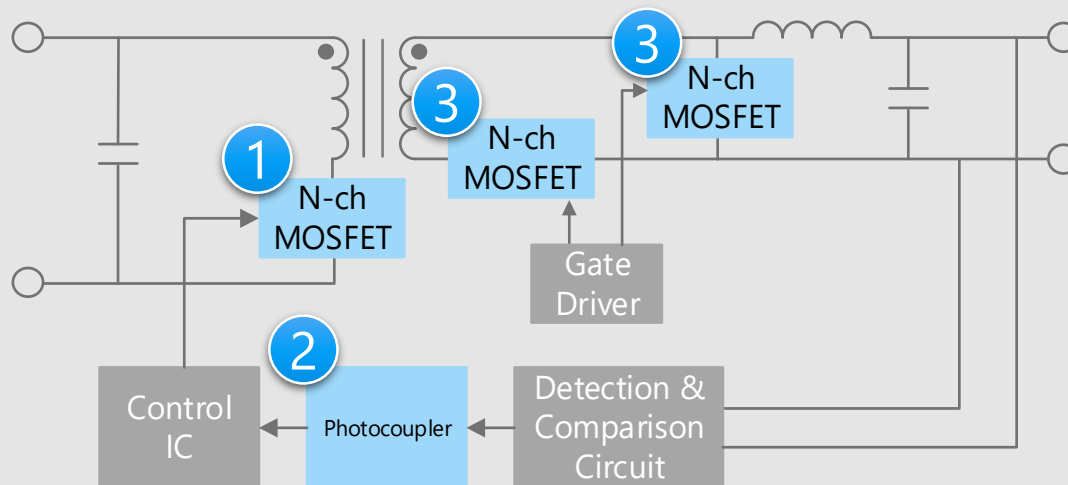 3
N-ch
MOSFET
3
N-ch
MOSFET
1
N-ch
MOSFET
Gate
Driver
2
Control
IC
Photocoupler
Detection &
Comparison
Circuit